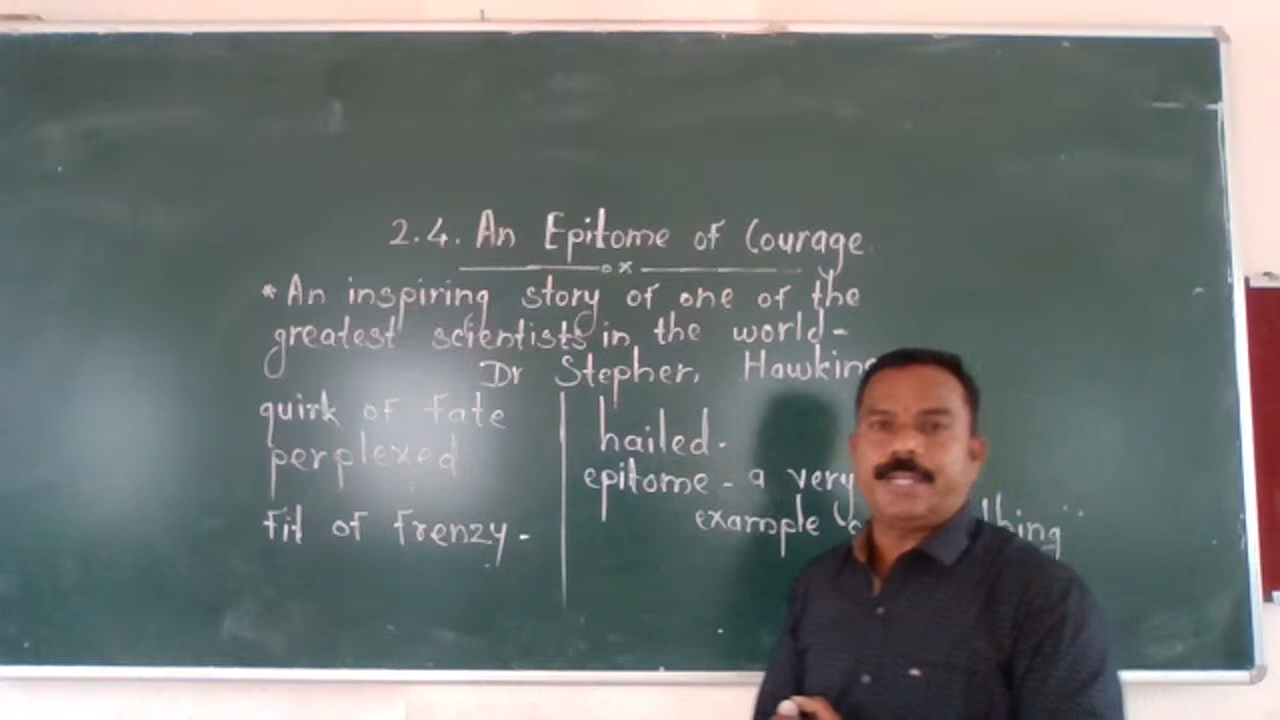 2.4. An Epitome of Courage
* An inspiring story of one of the
greatest scientists in the world-
Dr Stephen Hawking
quirk of fate
perplexed
fit of frenzy -
hailed.
epitome - a very
example